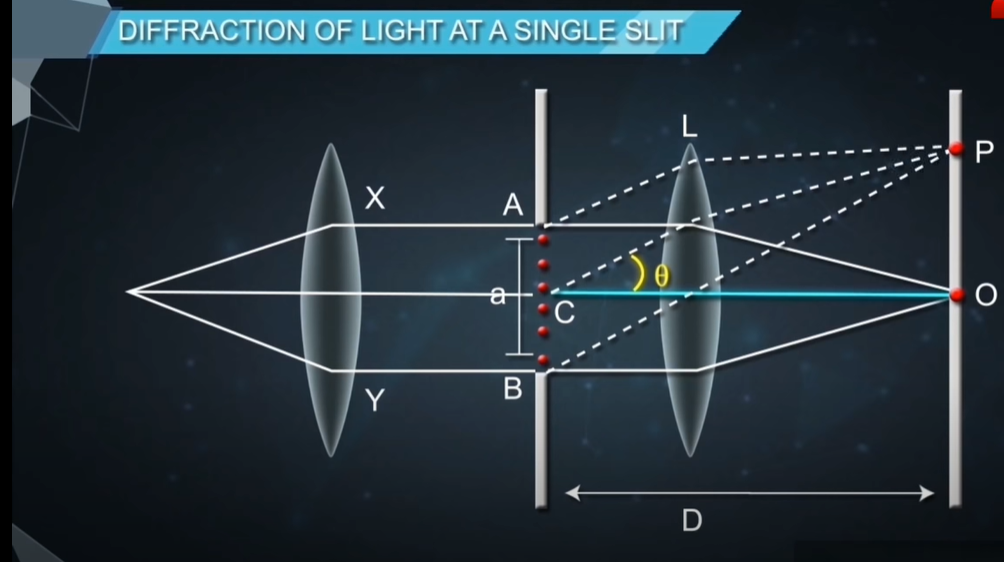 DIFFRACTION OF LIGHT AT A SINGLE SLIT
L
P
X
A
θ
a
C
O
B
Y
D